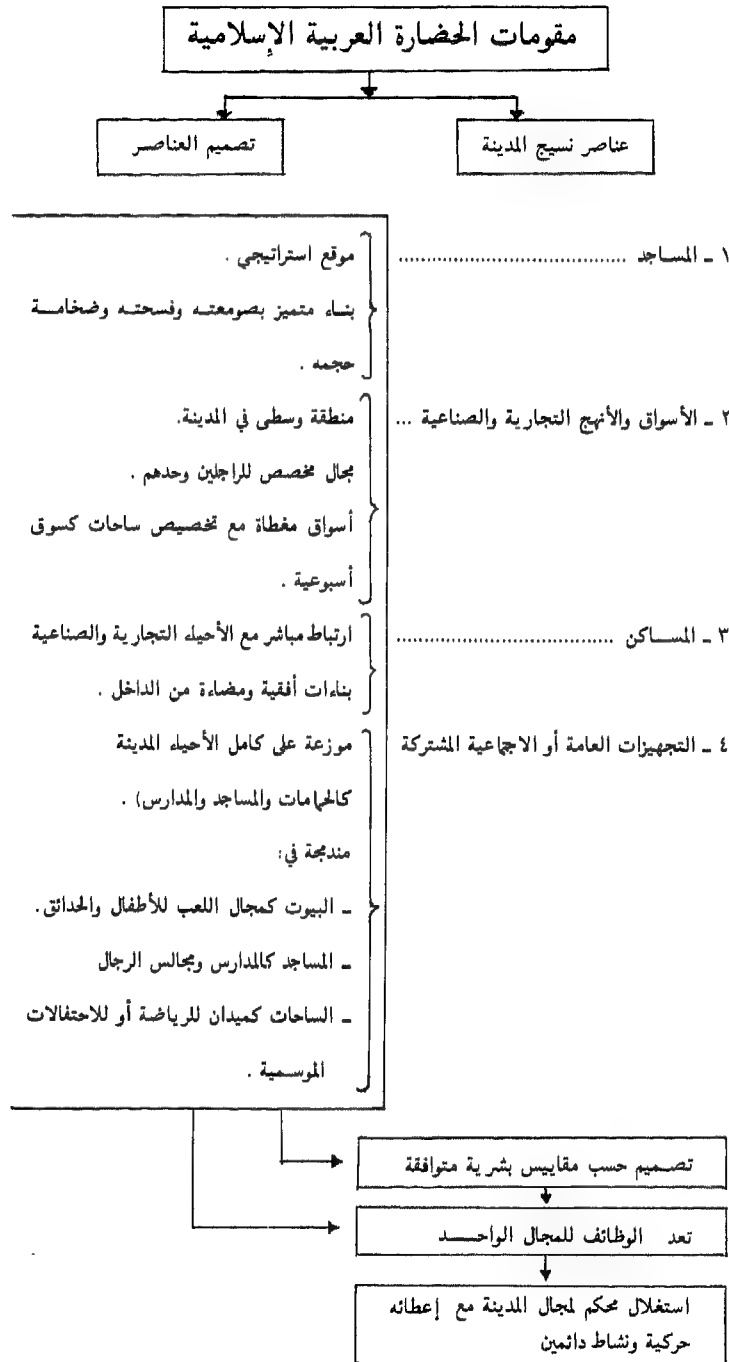 مقومات الحضارة العربية الإسلامية
عناصر نسيج المدينة
تصميم العناصر
١ ـ المساجد .....................................
موقع استراتيجي .
بناء متميز بصومعته وفسحته وضخامة
حجمه .
٢ ـ الأسواق والأنهج التجارية والصناعية ...
منطقة وسطى في المدينة.
مجال مخصص للراجلين وحدهم .
أسواق مغطاة مع تخصيص ساحات كسوق
أسبوعية .
٣ ـ المساكن ...................................
ارتباط مباشر مع الأحياء التجارية والصناعية
بناءات أفقية ومضاءة من الداخل .
٤ ـ التجهيزات العامة أو الاجماعية المشتركة
موزعة على كامل الأحياء المدينة
كالحمامات والمساجد والمدارس) .
مندمجة في:
ـ البيوت كمجال اللعب للأطفال والحدائق.
ـ المساجد كالمدارس ومجالس الرجال
ـ الساحات كميدان للرياضة أو للاحتفالات
الموسمية .
تصميم حسب مقاييس بشرية متوافقة
تعد الوظائف للمجال الواحد
استغلال محكم لمجال المدينة مع إعطائه
حركية ونشاط دائمين